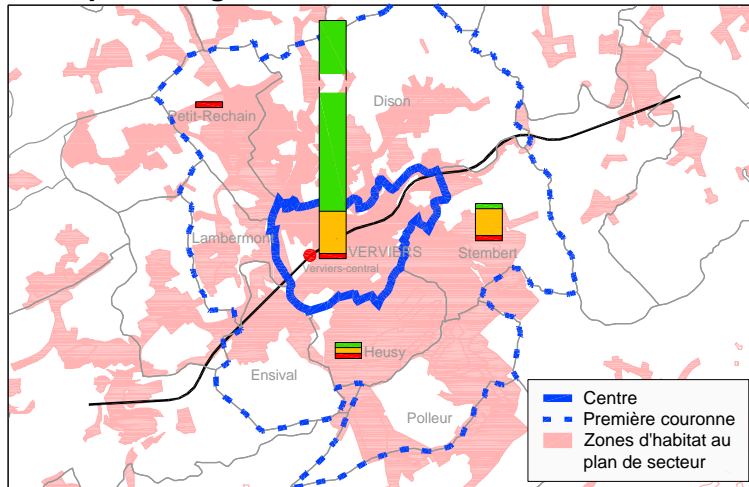 Dison
Petit-Rechain
Lambermont
VERVIERS
Verviers-central
Stembert
Heusy
Ensival
Polleur
Centre
Première couronne
Zones d'habitat au
plan de secteur